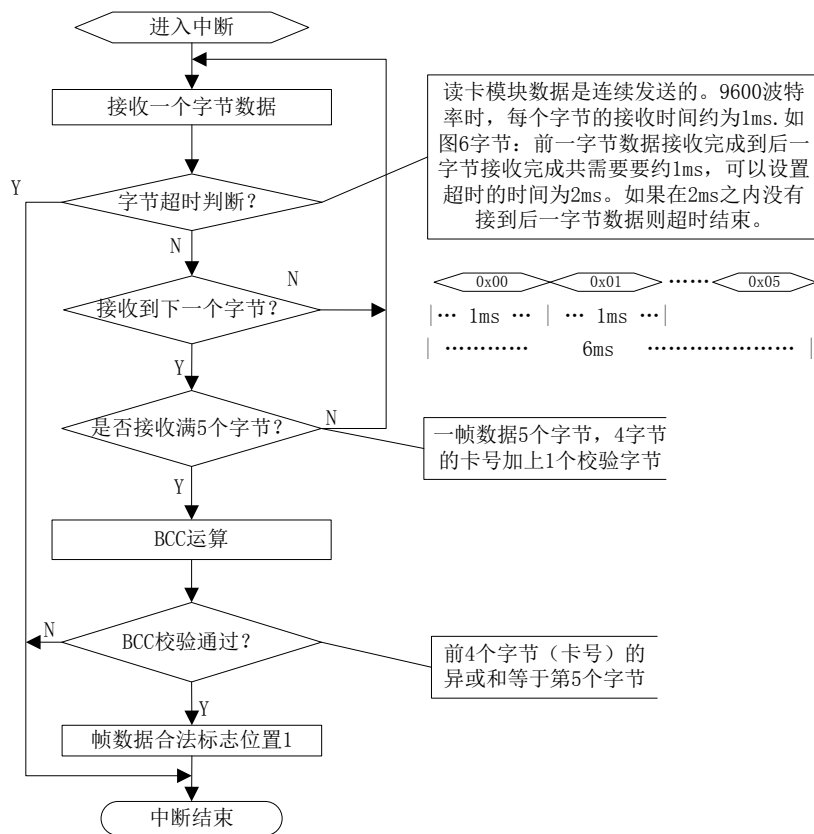 进入中断
接收一个字节数据
读卡模块数据是连续发送的。9600波特
率时，每个字节的接收时间约为1ms.如
图6字节：前一字节数据接收完成到后一
字节接收完成共需要要约1ms，可以设置
超时的时间为2ms。如果在2ms之内没有
接到后一字节数据则超时结束。
Y
字节超时判断？
N
N
接收到下一个字节？
0x00
0x01
……
0x05
|… 1ms …|… 1ms …|
|………… 6ms …………………|
Y
是否接收满5个字节？
N
一帧数据5个字节，4字节
的卡号加上1个校验字节
Y
BCC运算
N
BCC校验通过？
前4个字节（卡号）的
异或和等于第5个字节
Y
帧数据合法标志位置1
中断结束